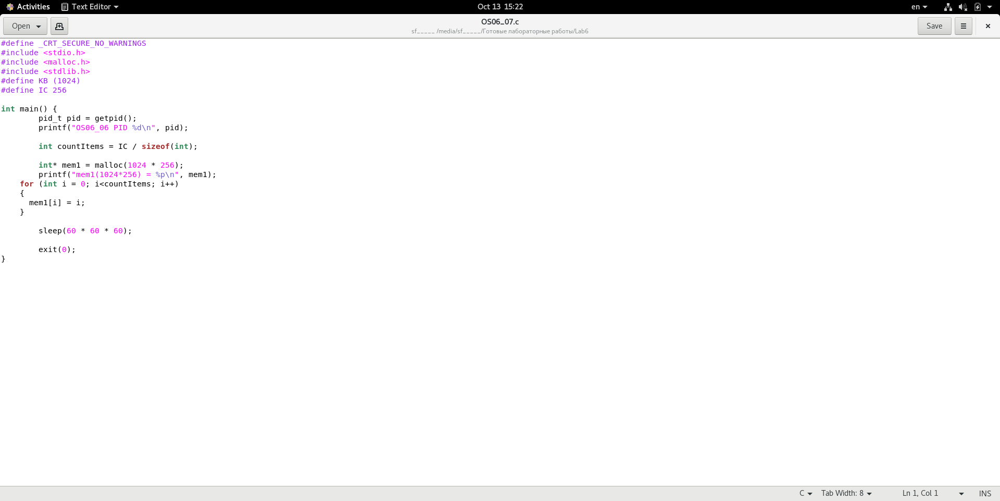 Activities Text Editor Oct 13 15:22 en
Open OS06_07.c Save
sf_____ /media/sf_____/Готовые лабораторные работы/Lab6
#define _CRT_SECURE_NO_WARNINGS
#include <stdio.h>
#include <malloc.h>
#include <stdlib.h>
#define KB (1024)
#define IC 256
int main() {
pid_t pid = getpid();
printf("OS06_06 PID %d\n", pid);
int countItems = IC / sizeof(int);
int* mem1 = malloc(1024 * 256);
printf("mem1(1024*256) = %p\n", mem1);
for (int i = 0; i<countItems; i++)
{
mem1[i] = i;
}
sleep(60 * 60 * 60);
exit(0);
}
C Tab Width: 8 Ln 1, Col 1 INS